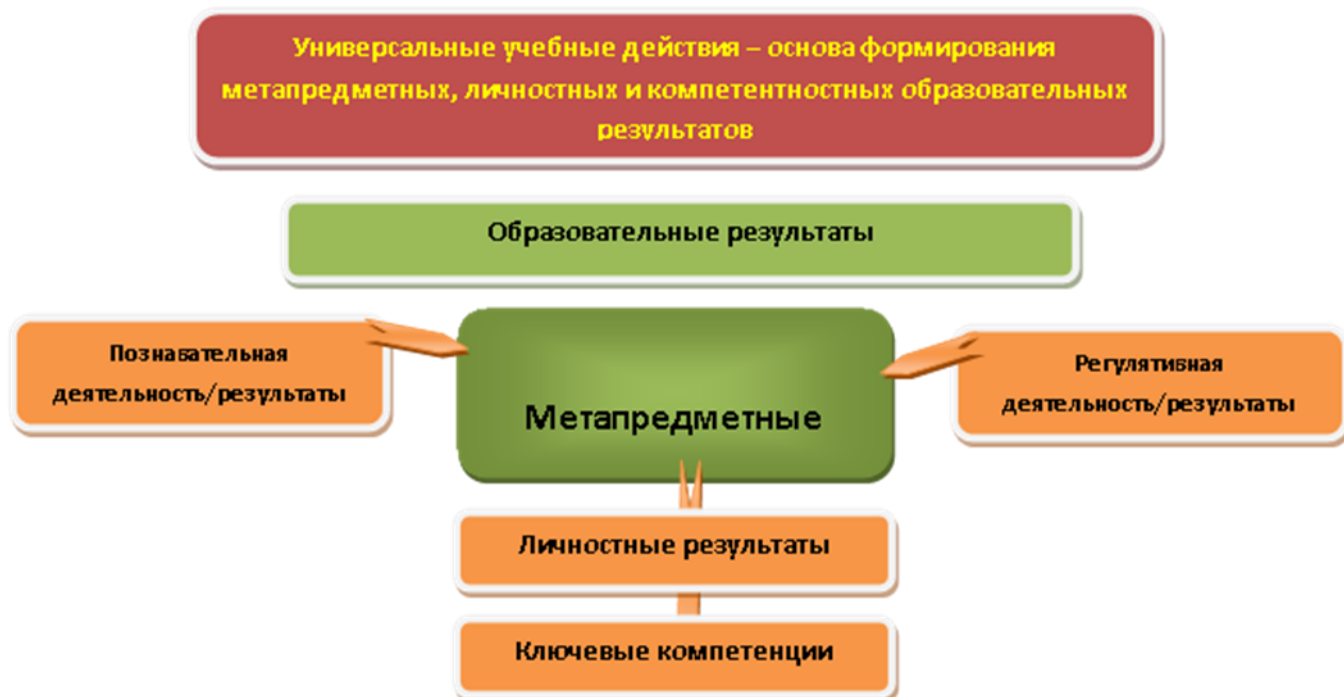 Универсальные учебные действия – основа формирования
метапредметных, личностных и компетентностных образовательных
результатов
Образовательные результаты
Познавательная
деятельность/результаты
Метапредметные
Регулятивная
деятельность/результаты
Личностные результаты
Ключевые компетенции